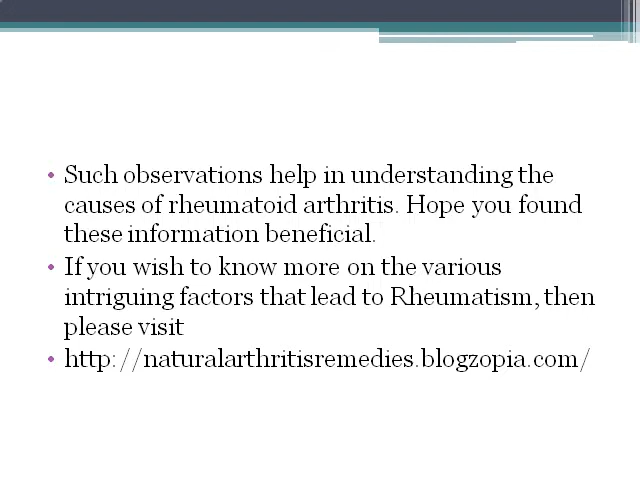 • Such observations help in understanding the
causes of rheumatoid arthritis. Hope you found
these information beneficial.
• If you wish to know more on the various
intriguing factors that lead to Rheumatism, then
please visit
• http://naturalarthritisremedies.blogzopia.com/